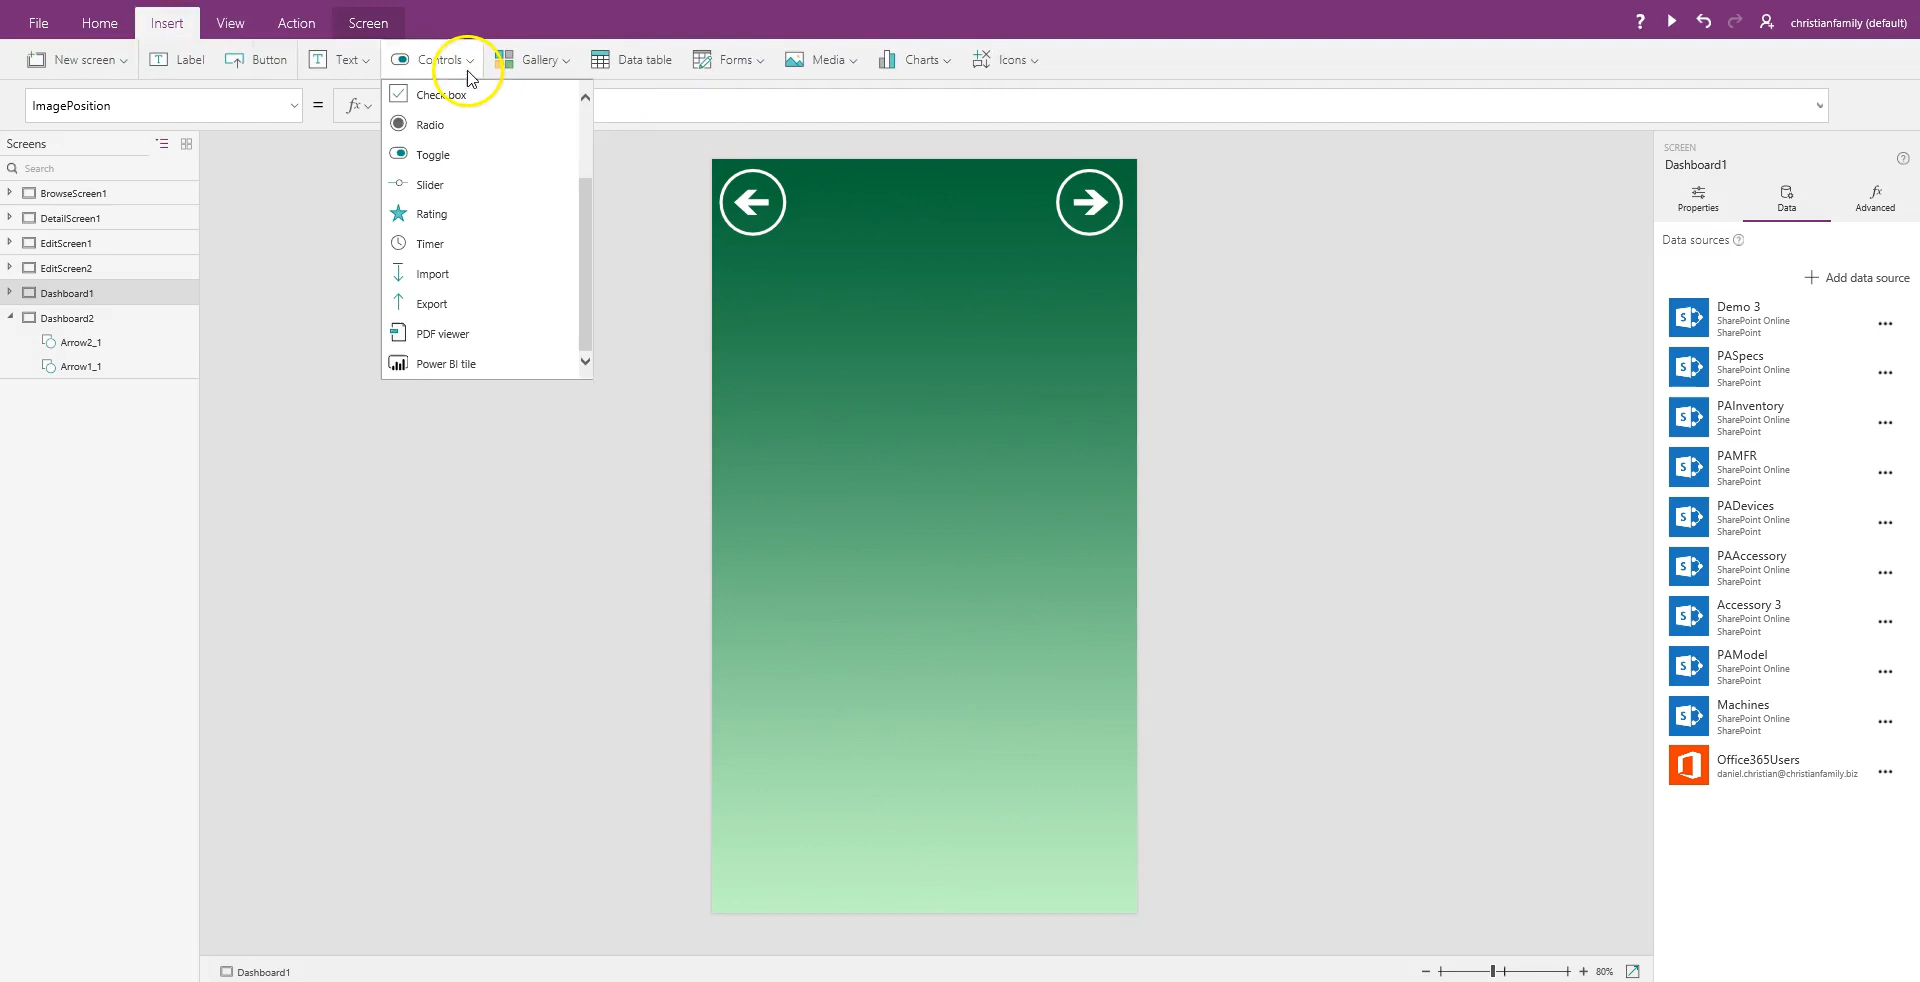 File Home Insert View Action Screen
? christianfamily (default)
New screen Label Button Text Controls Gallery Data table Forms Media Charts Icons
ImagePosition = fx
Check box
Radio
Toggle
Slider
Rating
Timer
Import
Export
PDF viewer
Power BI tile
Screens
Search
BrowseScreen1
DetailScreen1
EditScreen1
EditScreen2
Dashboard1
Dashboard2
Arrow2_1
Arrow1_1
SCREEN
Dashboard1
Properties Data Advanced
Data sources
Add data source
Demo 3
SharePoint Online
SharePoint
PASpecs
SharePoint Online
SharePoint
PAInventory
SharePoint Online
SharePoint
PAMFR
SharePoint Online
SharePoint
PADevices
SharePoint Online
SharePoint
PAAccessory
SharePoint Online
SharePoint
Accessory 3
SharePoint Online
SharePoint
PAModel
SharePoint Online
SharePoint
Machines
SharePoint Online
SharePoint
Office365Users
daniel.christian@christianfamily.biz
Dashboard1
80%